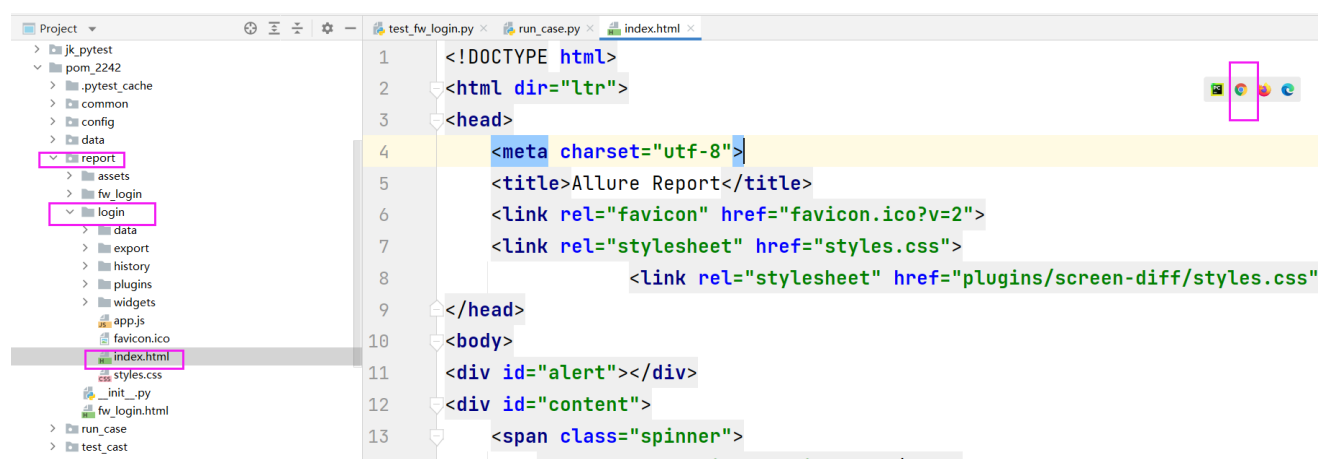 Project
jk_pytest
pom_2242
.pytest_cache
common
config
data
report
assets
fw_login
login
data
export
history
plugins
widgets
app.js
favicon.ico
index.html
styles.css
__init__.py
fw_login.html
run_case
test_cast
test_fw_login.py
run_case.py
index.html
1 <!DOCTYPE html>
2 <html dir="ltr">
3 <head>
4 <meta charset="utf-8">
5 <title>Allure Report</title>
6 <link rel="favicon" href="favicon.ico?v=2">
7 <link rel="stylesheet" href="styles.css">
8 <link rel="stylesheet" href="plugins/screen-diff/styles.css"
9 </head>
10 <body>
11 <div id="alert"></div>
12 <div id="content">
13 <span class="spinner">